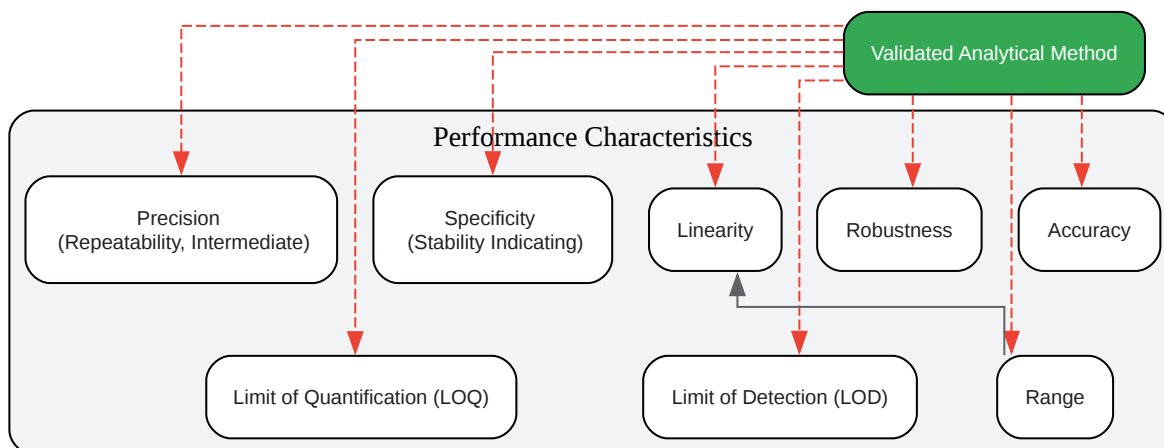 Validated Analytical Method
Performance Characteristics
Precision
(Repeatability, Intermediate)
Specificity
(Stability Indicating)
Linearity
Robustness
Accuracy
Limit of Quantification (LOQ)
Limit of Detection (LOD)
Range